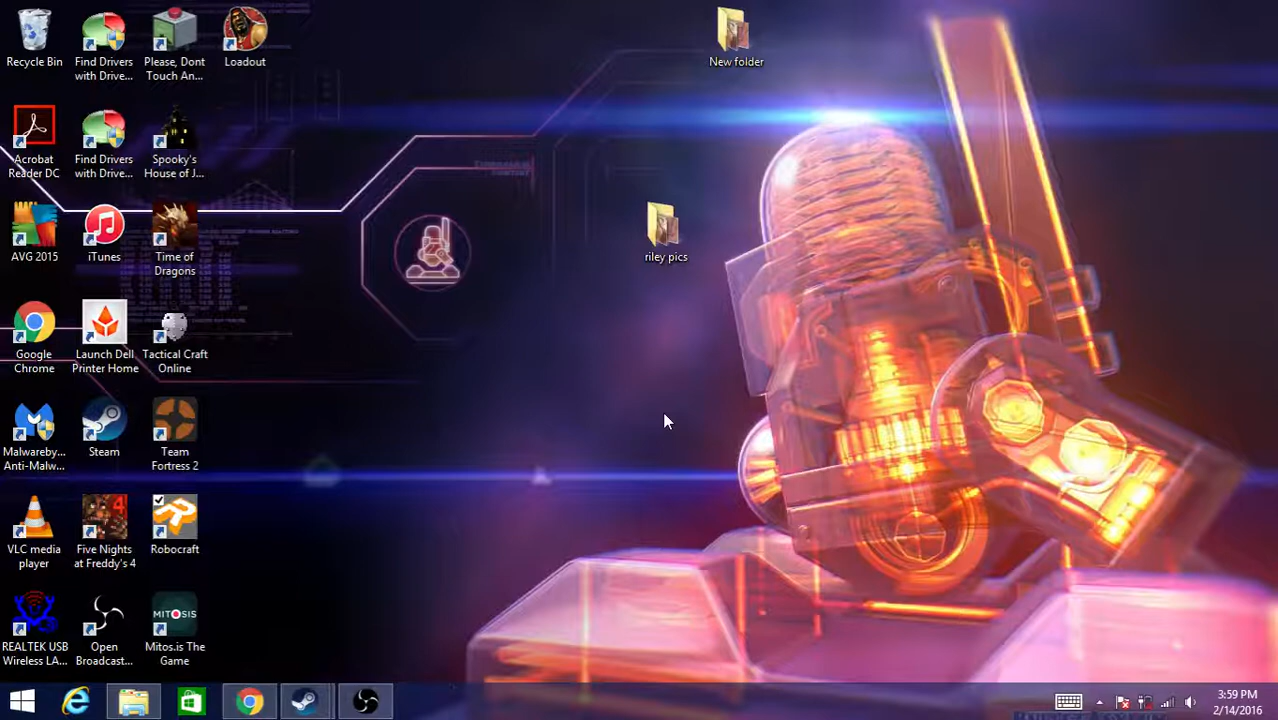 Recycle Bin
Find Drivers
with Drive...
Please, Dont
Touch An...
Loadout
New folder
Acrobat
Reader DC
Find Drivers
with Drive...
Spooky's
House of J...
AVG 2015
iTunes
Time of
Dragons
riley pics
Google
Chrome
Launch Dell
Printer Home
Tactical Craft
Online
Malwareby...
Anti-Malw...
Steam
Team
Fortress 2
VLC media
player
4
Five Nights
at Freddy's 4
Robocraft
REALTEK USB
Wireless LA...
Open
Broadcast...
MITOSIS
Mitos.is The
Game
3:59 PM
2/14/2016